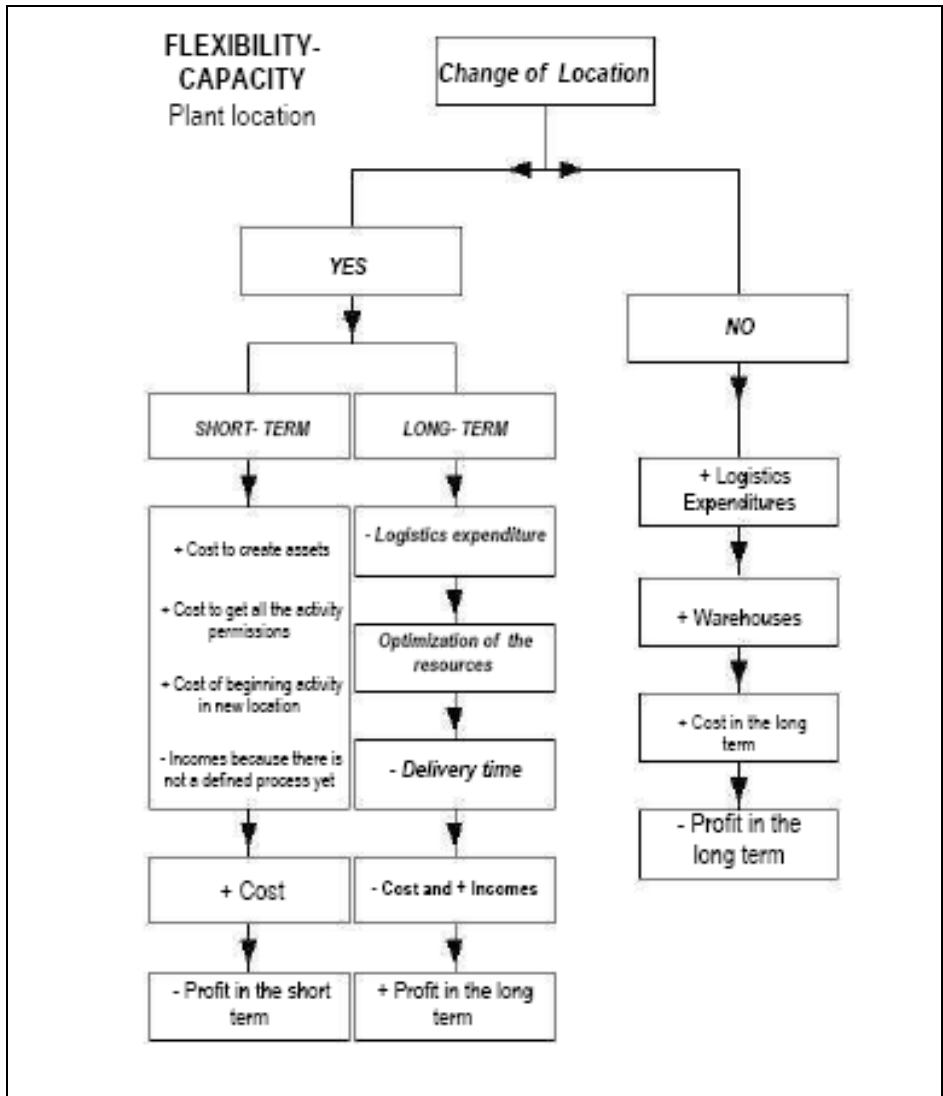 FLEXIBILITY-
CAPACITY
Plant location
Change of Location
YES
NO
SHORT- TERM
LONG- TERM
+ Cost to create assets
+ Cost to get all the activity
permissions
+ Cost of beginning activity
in new location
- Incomes because there is
not a defined process yet
+ Cost
- Profit in the short
term
- Logistics expenditure
Optimization of the
resources
- Delivery time
- Cost and + Incomes
+ Profit in the long
term
+ Logistics
Expenditures
+ Warehouses
+ Cost in the long
term
- Profit in the
long term